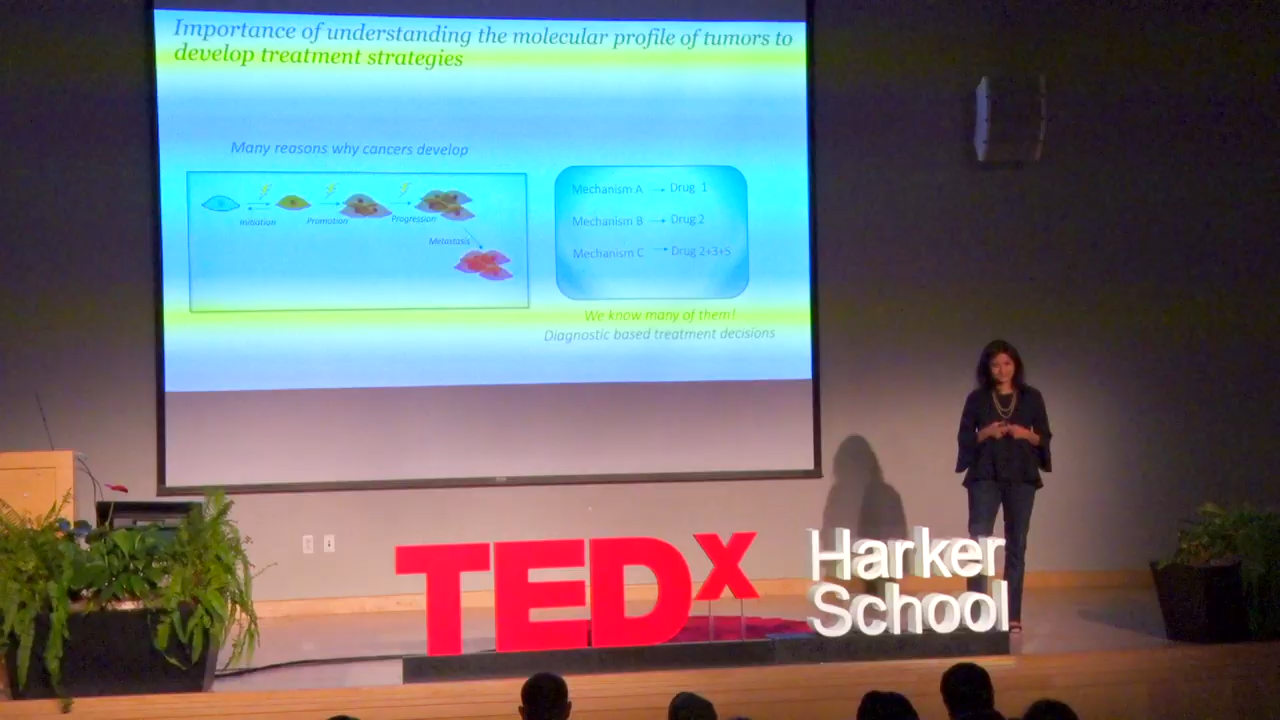 Importance of understanding the molecular profile of tumors to
develop treatment strategies
Many reasons why cancers develop
Initiation
Promotion
Progression
Metastasis
Mechanism A → Drug 1
Mechanism B → Drug 2
Mechanism C → Drug 2+3+5
We know many of them!
Diagnostic based treatment decisions
TEDx
Harker
School